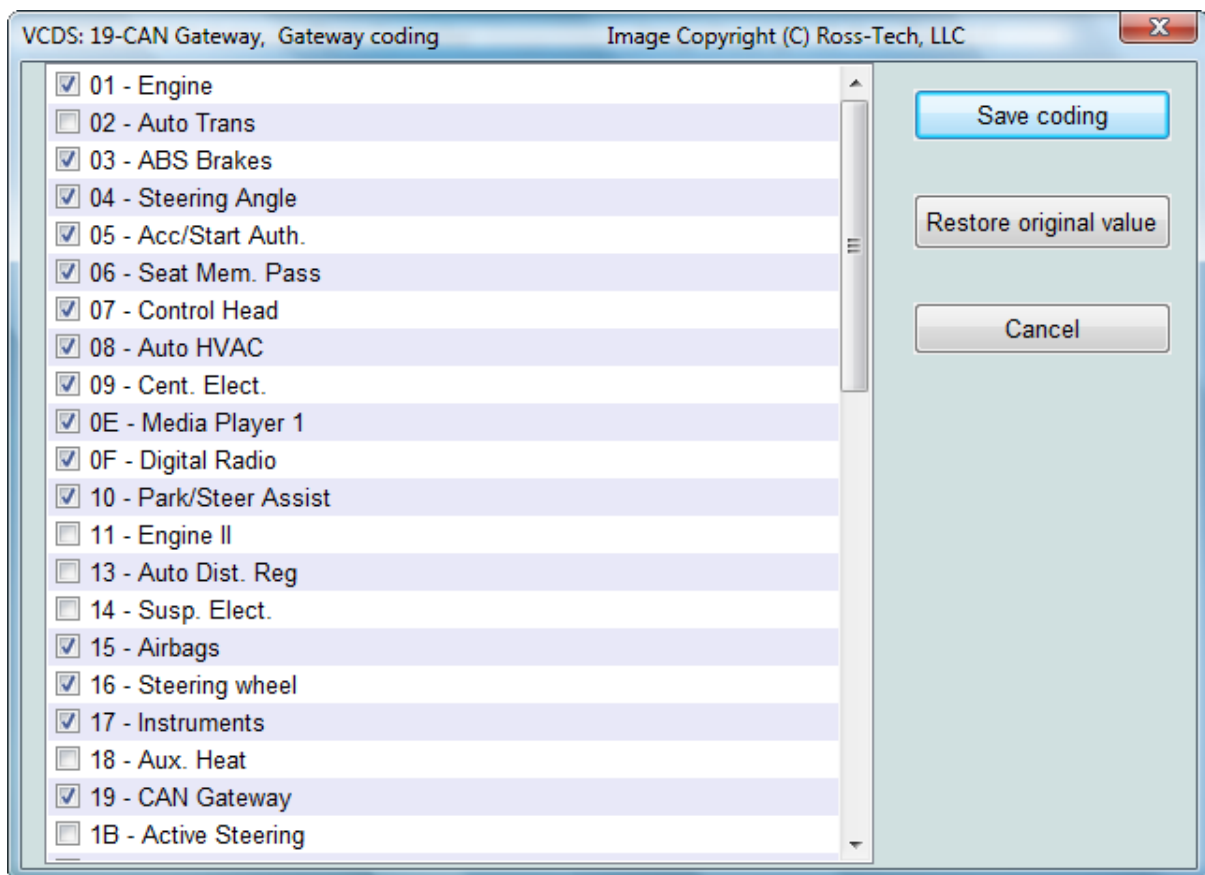 VCDS: 19-CAN Gateway, Gateway coding Image Copyright (C) Ross-Tech, LLC
01 - Engine
02 - Auto Trans
03 - ABS Brakes
04 - Steering Angle
05 - Acc/Start Auth.
06 - Seat Mem. Pass
07 - Control Head
08 - Auto HVAC
09 - Cent. Elect.
0E - Media Player 1
0F - Digital Radio
10 - Park/Steer Assist
11 - Engine II
13 - Auto Dist. Reg
14 - Susp. Elect.
15 - Airbags
16 - Steering wheel
17 - Instruments
18 - Aux. Heat
19 - CAN Gateway
1B - Active Steering
Save coding
Restore original value
Cancel